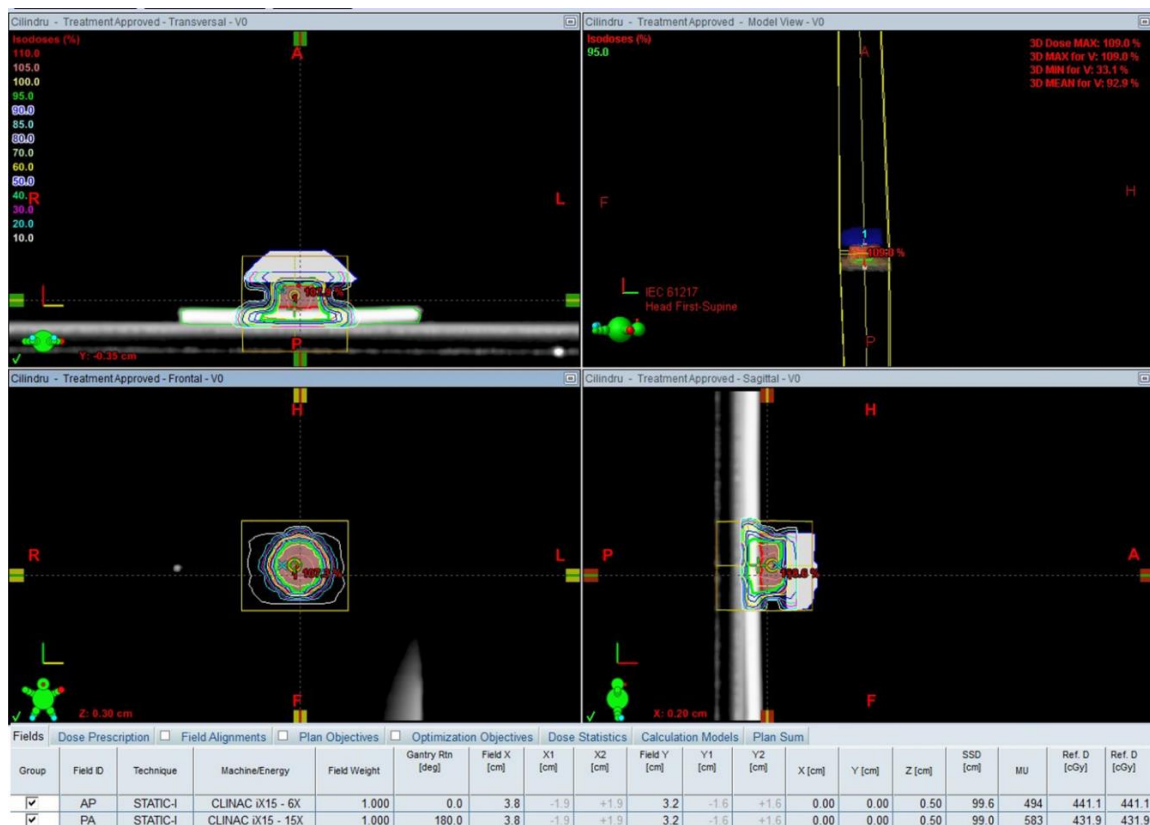 Cilindru - Treatment Approved - Transversal - V0
Isodoses (%)
110.0
105.0
100.0
95.0
90.0
85.0
80.0
70.0
60.0
50.0
40.
30.0
20.0
10.0
A
R
L
P
Y: -0.35 cm
Cilindru - Treatment Approved - Model View - V0
Isodoses (%)
95.0
3D Dose MAX: 109.0 %
3D MAX for V: 109.0 %
3D MIN for V: 33.1 %
3D MEAN for V: 92.9 %
A
F
H
1
109.0 %
IEC 61217
Head First-Supine
P
Cilindru - Treatment Approved - Frontal - V0
H
R
L
F
Z: 0.30 cm
Cilindru - Treatment Approved - Sagittal - V0
H
P
A
F
X: 0.20 cm
Fields Dose Prescription Field Alignments Plan Objectives Optimization Objectives Dose Statistics Calculation Models Plan Sum
Group Field ID Technique Machine/Energy Field Weight Gantry Rtn [deg] Field X [cm] X1 [cm] X2 [cm] Field Y [cm] Y1 [cm] Y2 [cm] X [cm] Y [cm] Z [cm] SSD [cm] MU Ref. D [cGy] Ref. D [cGy]
AP STATIC-I CLINAC iX15 - 6X 1.000 0.0 3.8 -1.9 +1.9 3.2 -1.6 +1.6 0.00 0.00 0.50 99.6 494 441.1 441.1
PA STATIC-I CLINAC iX15 - 15X 1.000 180.0 3.8 -1.9 +1.9 3.2 -1.6 +1.6 0.00 0.00 0.50 99.0 583 431.9 431.9